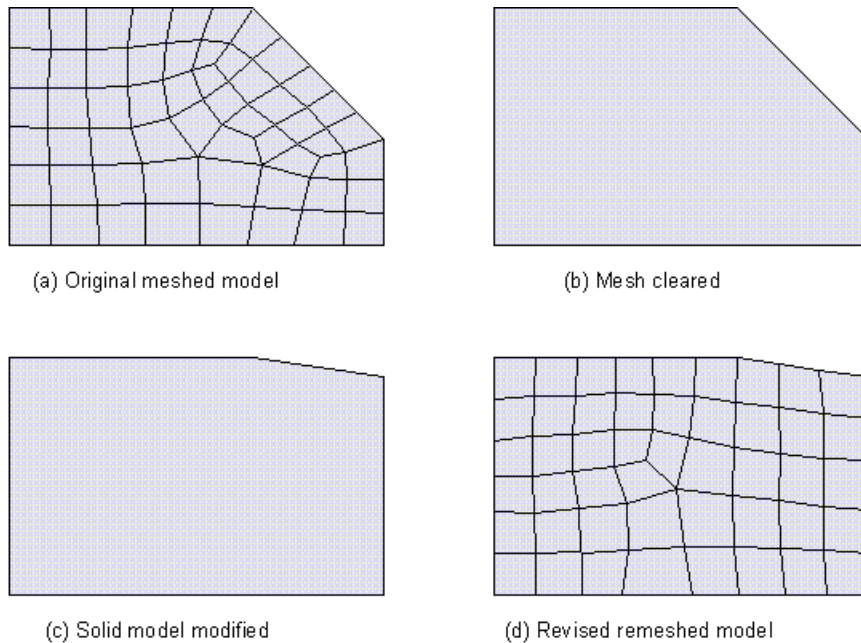 (a) Original meshed model
(b) Mesh cleared
(c) Solid model modified
(d) Revised remeshed model